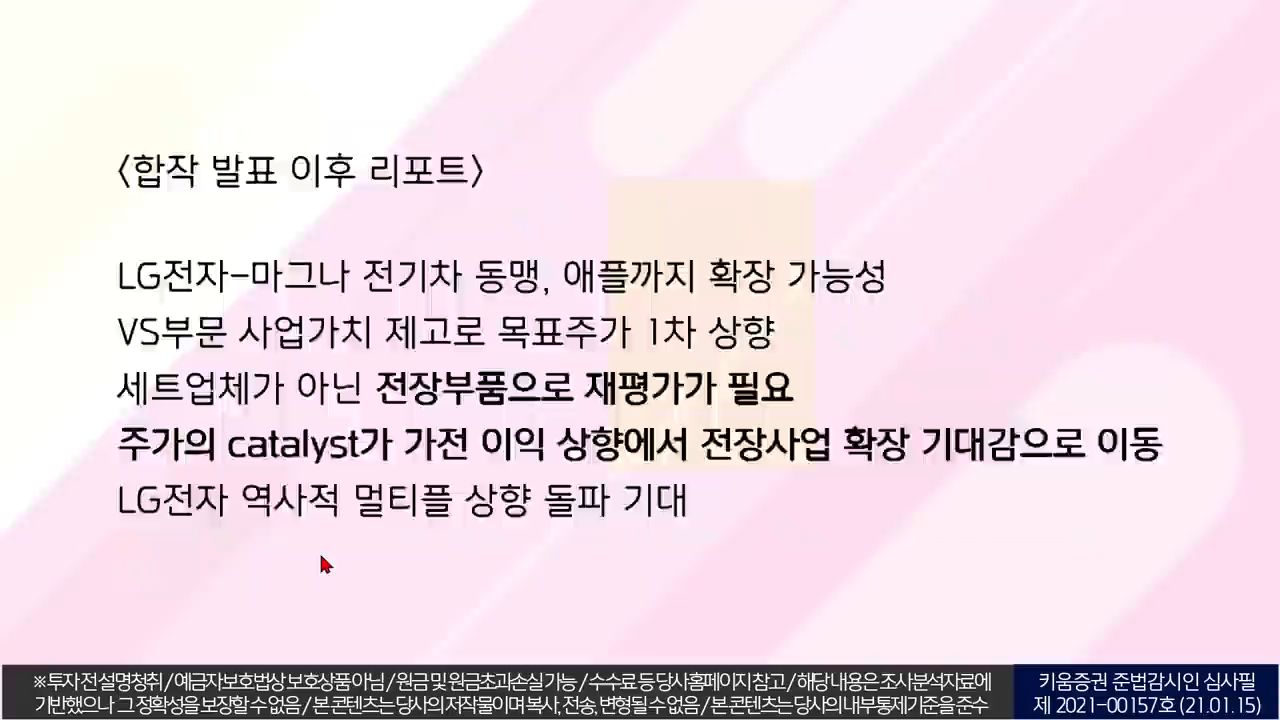 〈합작 발표 이후 리포트〉
LG전자-마그나 전기차 동맹, 애플까지 확장 가능성
VS부문 사업가치 제고로 목표주가 1차 상향
세트업체가 아닌 전장부품으로 재평가가 필요
주가의 catalyst가 가전 이익 상향에서 전장사업 확장 기대감으로 이동
LG전자 역사적 멀티플 상향 돌파 기대
※투자 전 설명청취 / 예금자보호법상 보호상품 아님 / 원금 및 원금초과손실 가능 / 수수료 등 당사홈페이지 참고 / 해당 내용은 조사분석자료에
기반했으나 그 정확성을 보장할 수 없음 / 본 콘텐츠는 당사의 저작물이며 복사, 전송, 변형될 수 없음 / 본 콘텐츠는 당사의 내부통제기준을 준수
키움증권 준법감시인 심사필
제 2021-00157호 (21.01.15)